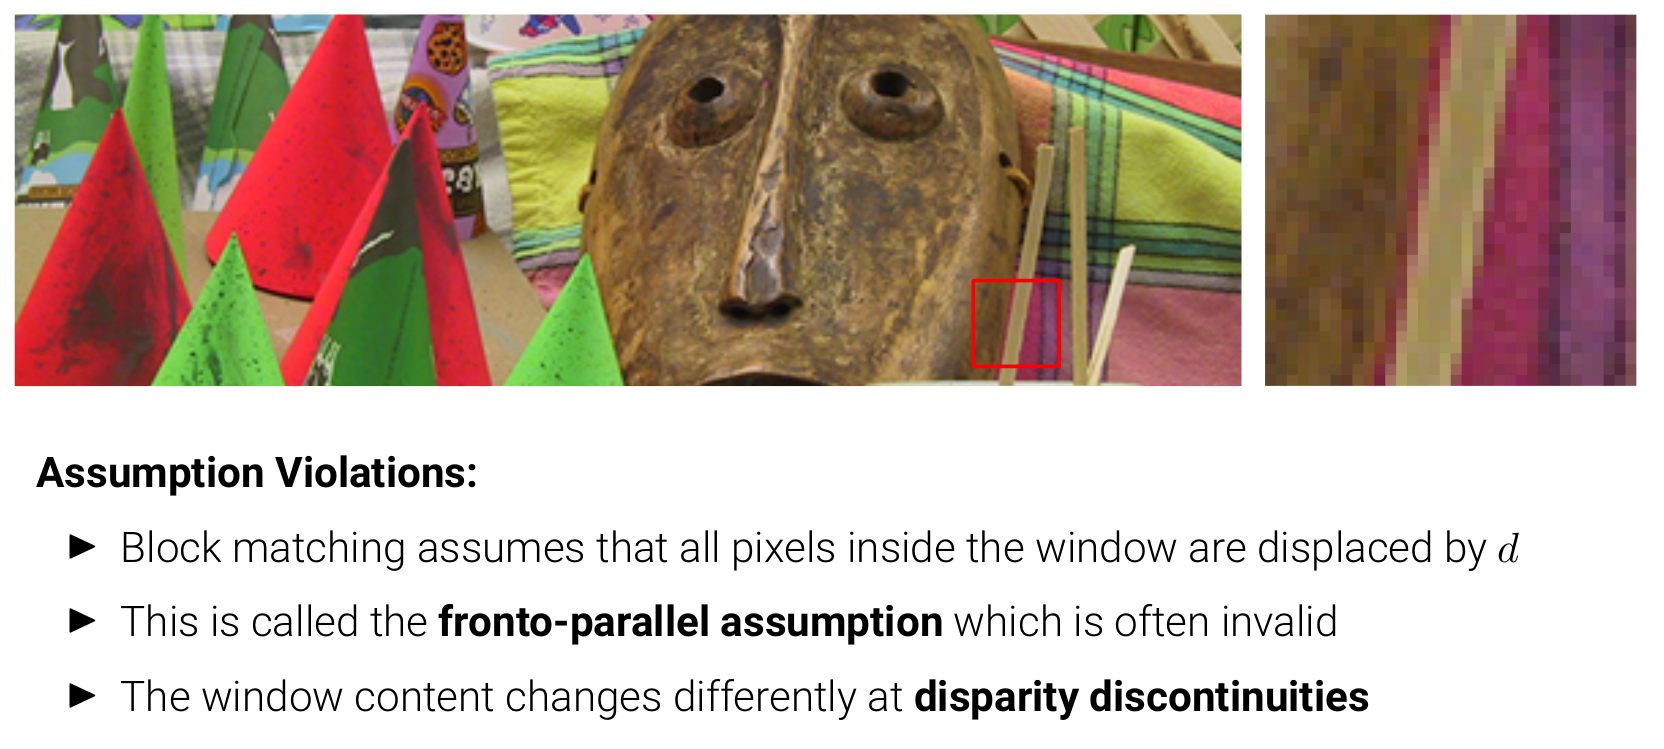 Assumption Violations:
► Block matching assumes that all pixels inside the window are displaced by d
► This is called the fronto-parallel assumption which is often invalid
► The window content changes differently at disparity discontinuities